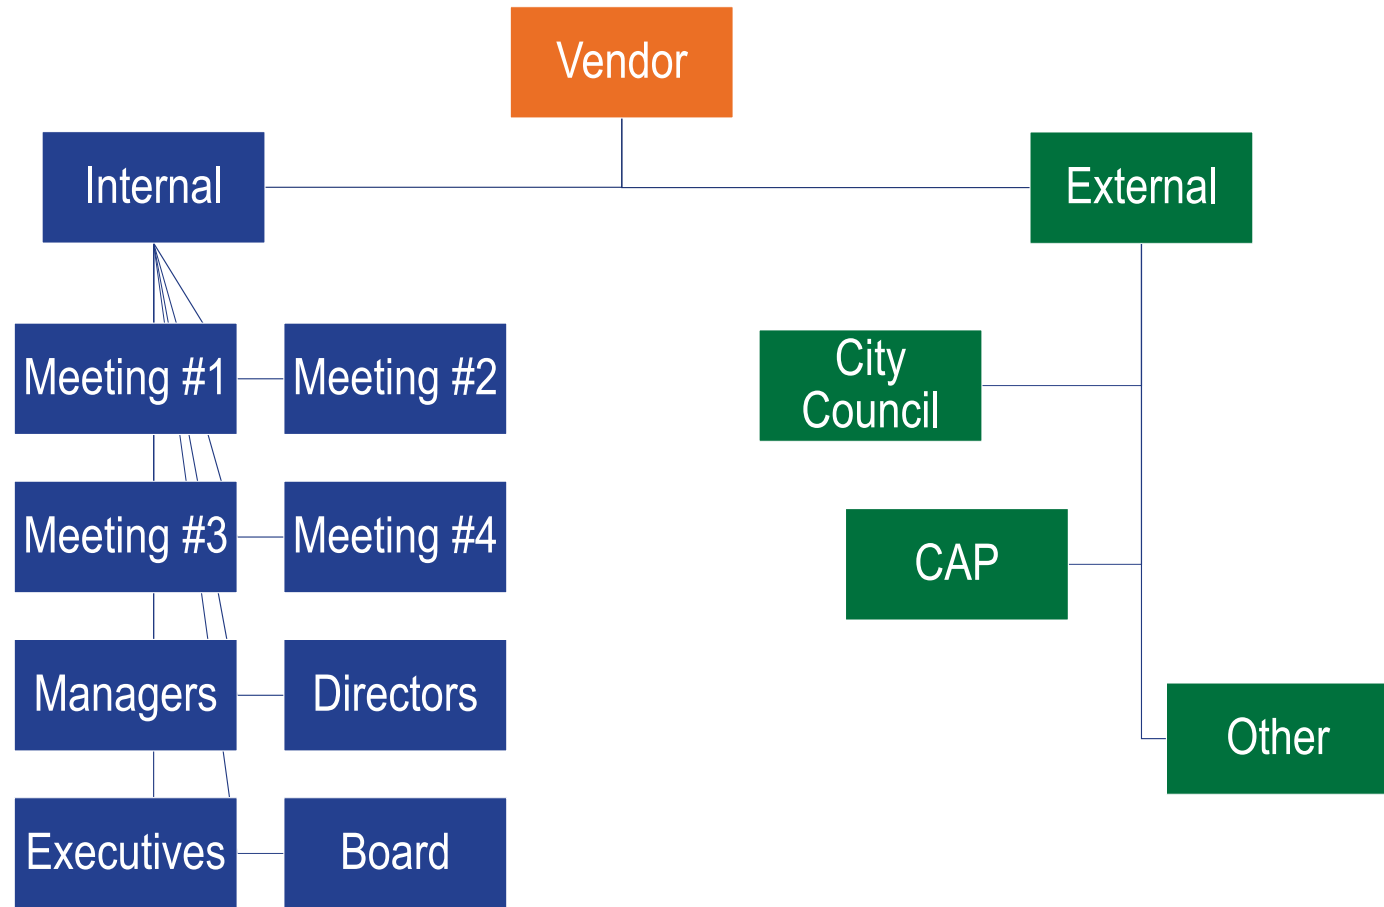 Vendor
Internal
External
Meeting #1
Meeting #2
City
Council
Meeting #3
Meeting #4
CAP
Managers
Directors
Other
Executives
Board